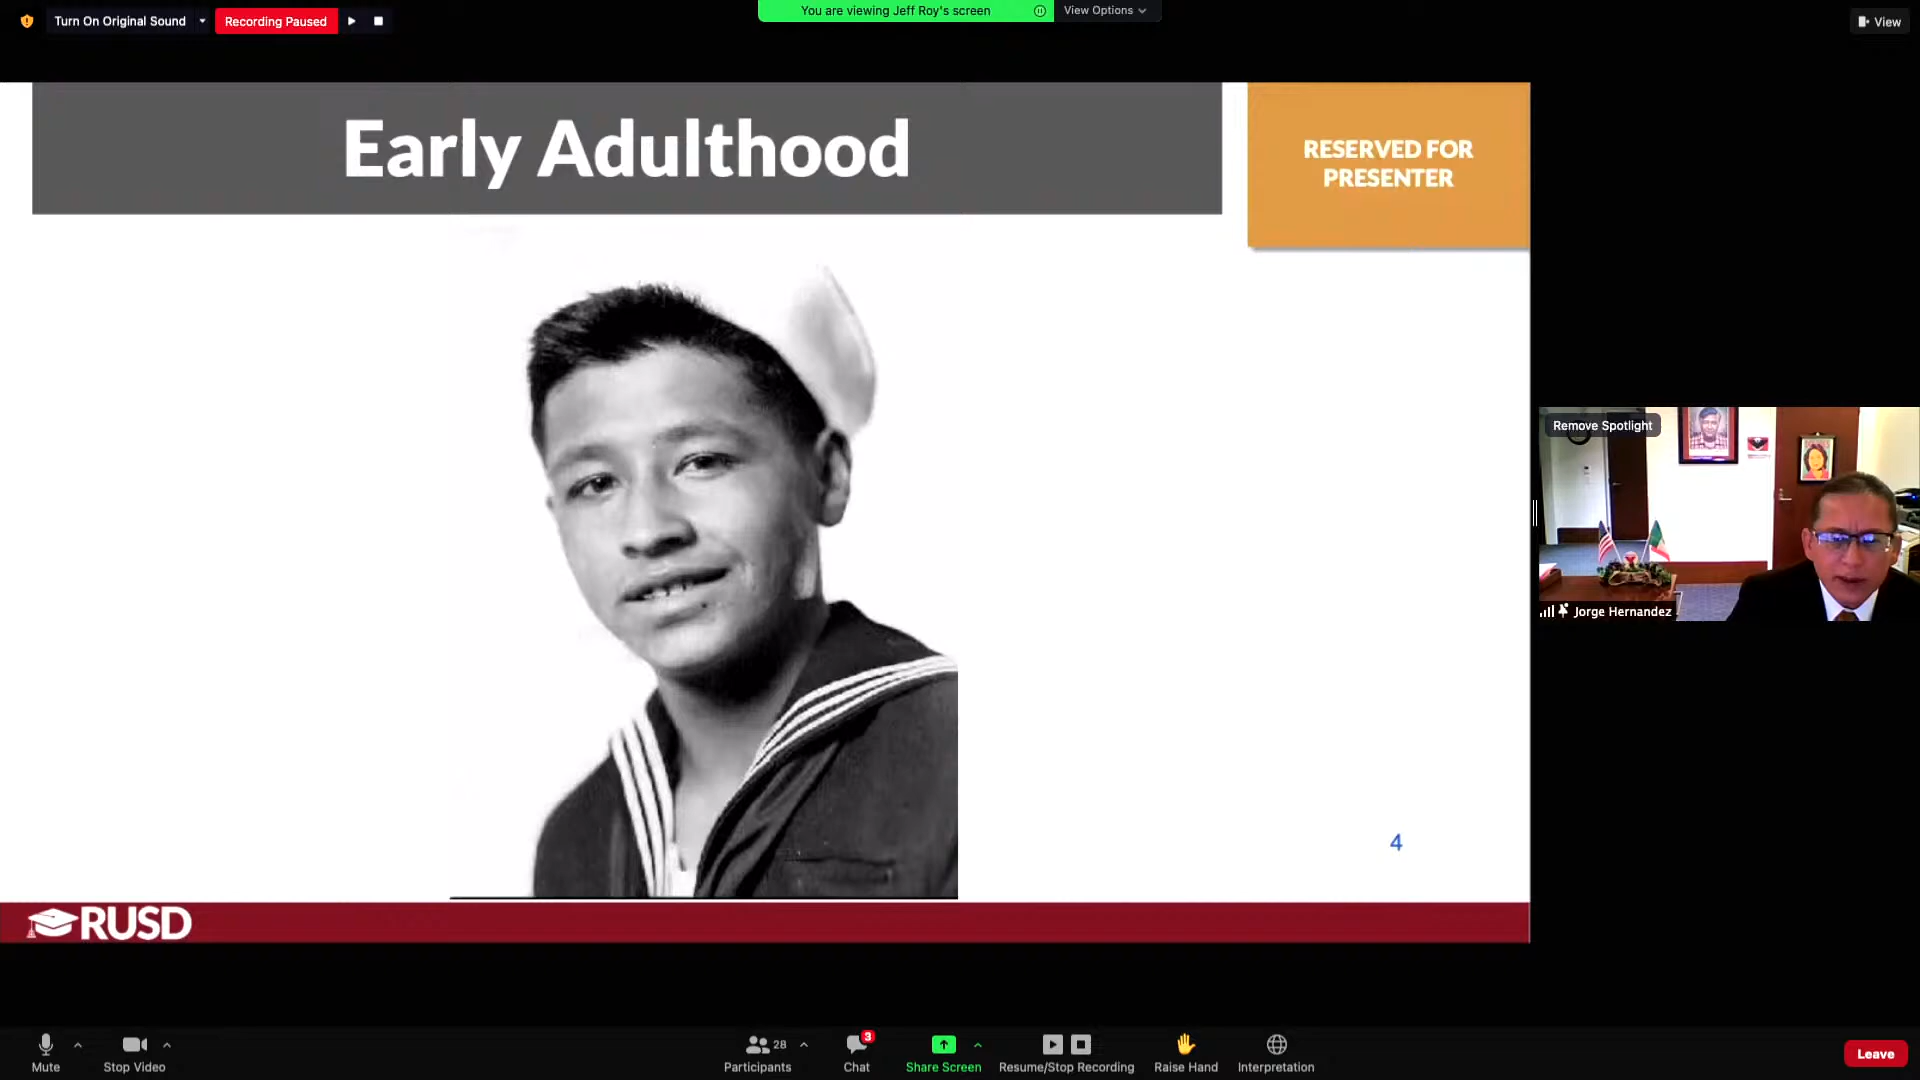 Turn On Original Sound
Recording Paused
You are viewing Jeff Roy's screen
View Options
View
Early Adulthood
RESERVED FOR
PRESENTER
Remove Spotlight
Jorge Hernandez
4
RUSD
Mute
Stop Video
28
Participants
3
Chat
Share Screen
Resume/Stop Recording
Raise Hand
Interpretation
Leave